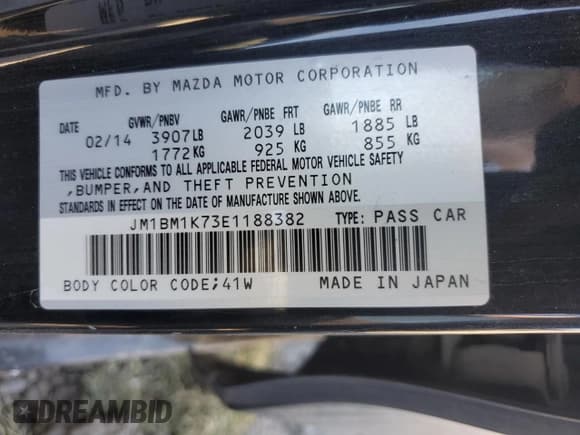 MFD. BY MAZDA MOTOR CORPORATION
DATE GVWR/PNBV GAWR/PNBE FRT GAWR/PNBE RR
02/14 3907LB 2039 LB 1885 LB
1772KG 925 KG 855 KG
THIS VEHICLE CONFORMS TO ALL APPLICABLE FEDERAL MOTOR VEHICLE SAFETY
,BUMPER,AND THEFT PREVENTION
STANDARDS IN EFFECT ON THE DATE OF MANUFACTURE SHOWN ABOVE.
JM1BM1K73E1188382 TYPE: PASS CAR
BODY COLOR CODE;41W MADE IN JAPAN
DREAMBID